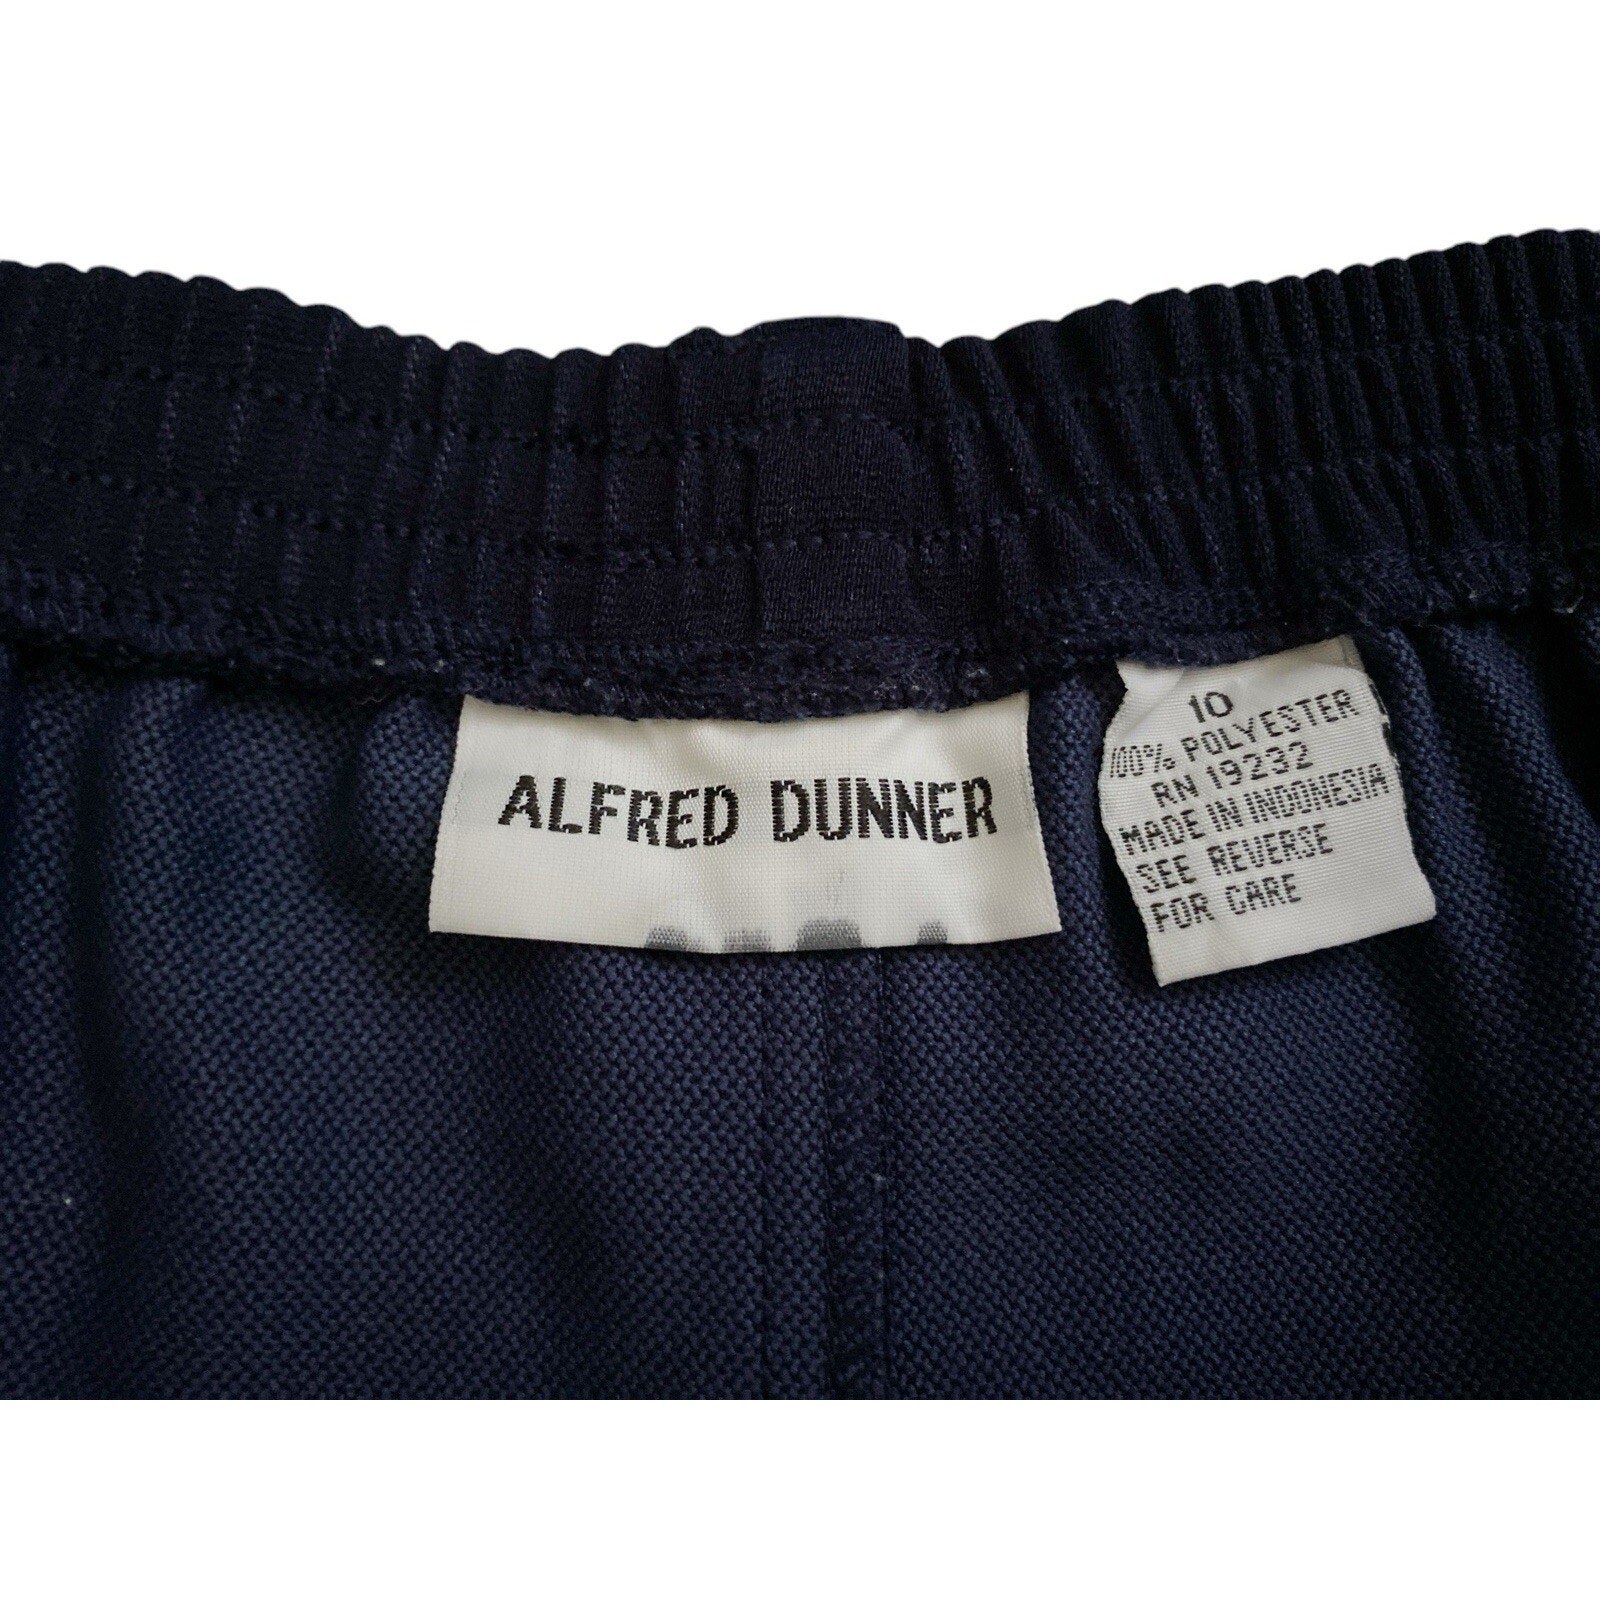 ALFRED DUNNER
10
100% POLYESTER
RN 19232
MADE IN INDONESIA
SEE REVERSE
FOR CARE